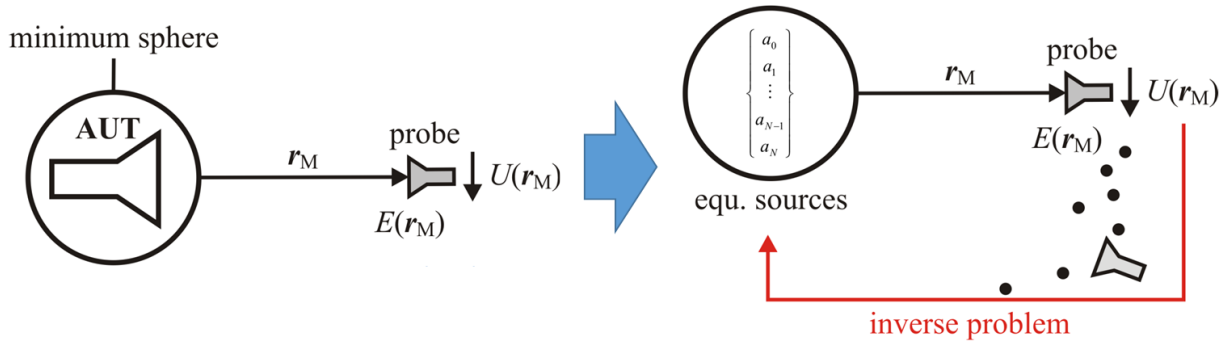 minimum sphere
AUT
r_M
probe
U(r_M)
E(r_M)
a_0
a_1
⋮
a_{N−1}
a_N
equ. sources
r_M
probe
U(r_M)
E(r_M)
inverse problem